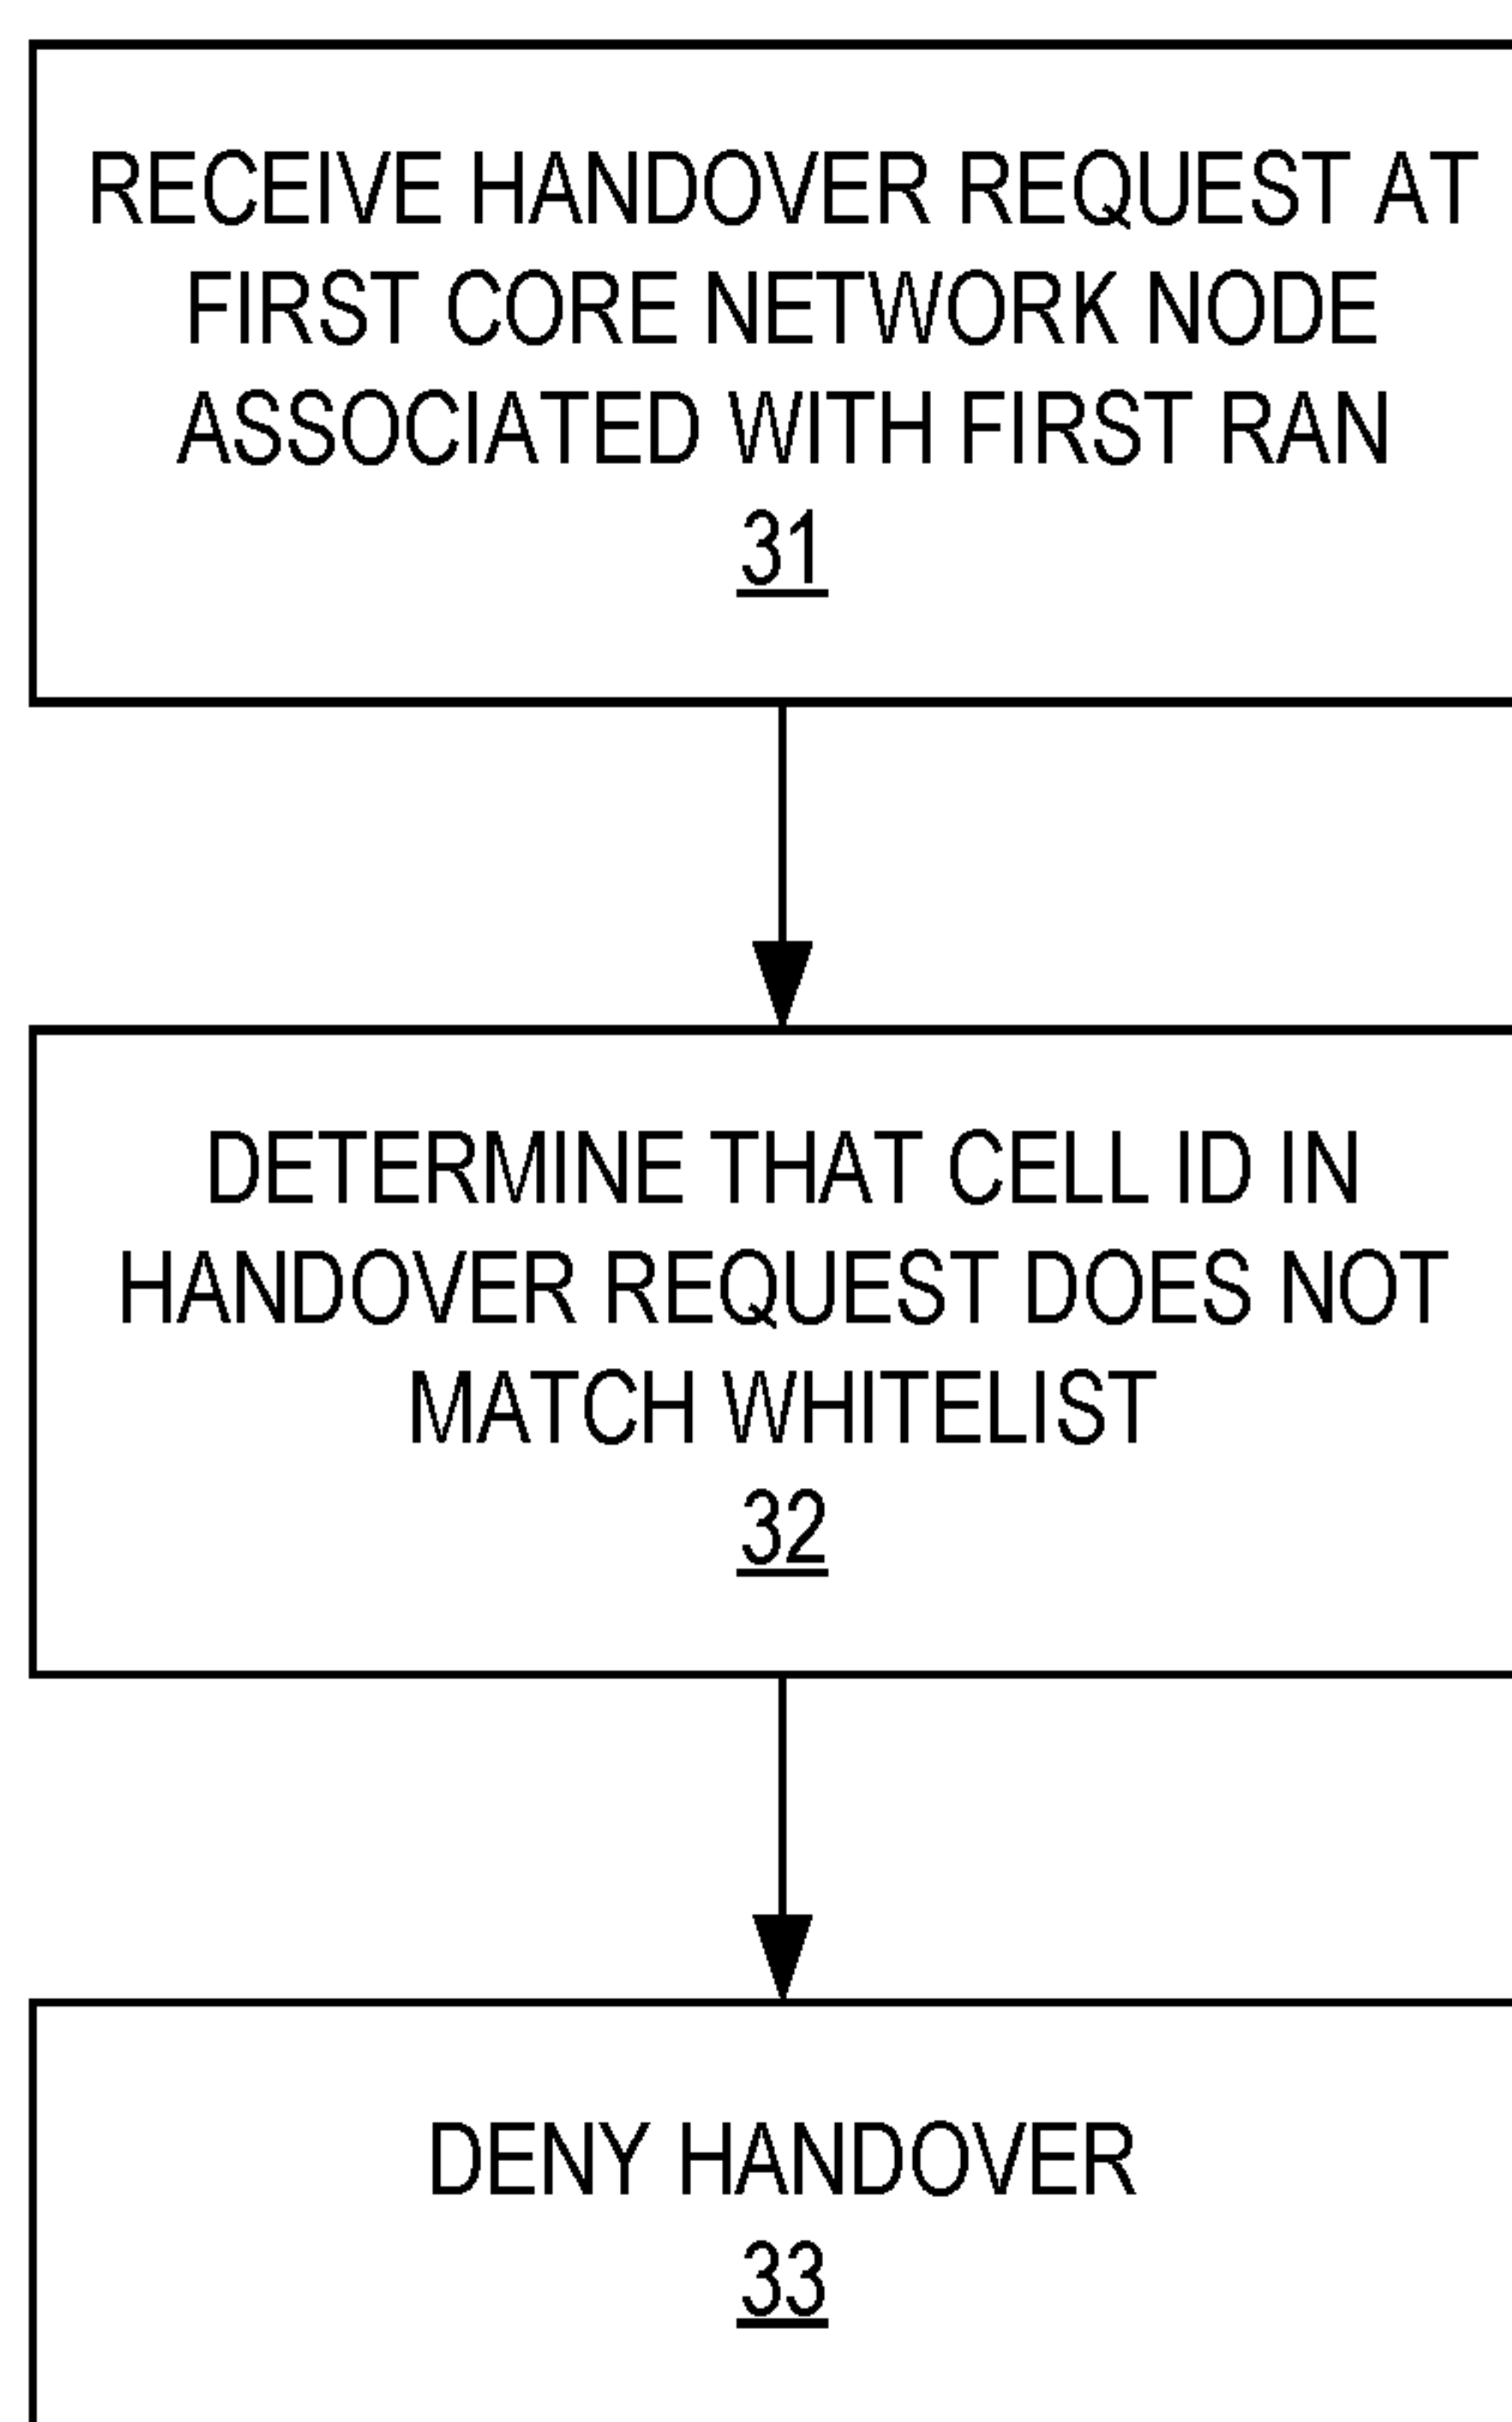 RECEIVE HANDOVER REQUEST AT
FIRST CORE NETWORK NODE
ASSOCIATED WITH FIRST RAN
31
DETERMINE THAT CELL ID IN
HANDOVER REQUEST DOES NOT
MATCH WHITELIST
32
DENY HANDOVER
33